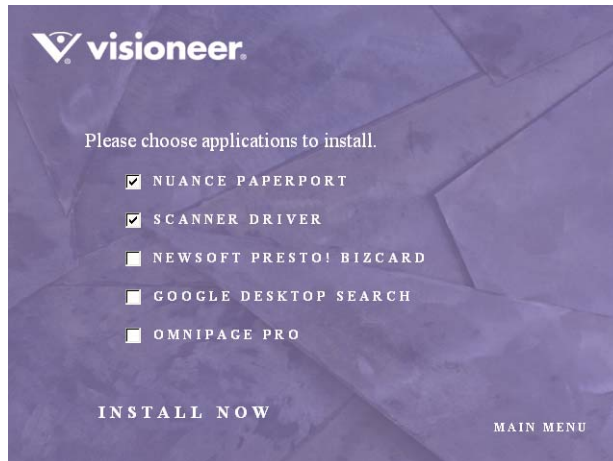 visioneer.
Please choose applications to install.
NUANCE PAPERPORT
SCANNER DRIVER
NEWSOFT PRESTO! BIZCARD
GOOGLE DESKTOP SEARCH
OMNIPAGE PRO
INSTALL NOW
MAIN MENU